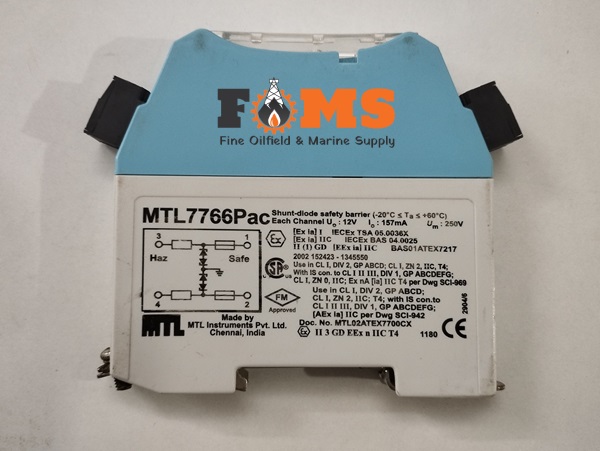 FOMS
Fine Oilfield & Marine Supply
MTL7766Pac
Shunt-diode safety barrier (-20°C ≤ Ta ≤ +60°C)
Each Channel Uo : 12V Io : 157mA Um : 250V
[Ex ia] I IECEx TSA 05.0036X
Ex [Ex ia] IIC IECEx BAS 04.0025
II (1) GD [EEx ia] IIC BAS01ATEX7217
3 1
Haz Safe
4 2
2002 152423 - 1345550
SA Use in CL I, DIV 2, GP ABCD; CL I, ZN 2, IIC, T4;
With IS con. to CL I II III, DIV 1, GP ABCDEFG;
CL I, ZN 0, IIC; Ex nA [ia] IIC T4 per Dwg SCI-969
Use in CL I, DIV 2, GP ABCD;
FM CL I, ZN 2, IIC, T4; with IS con.to
Approved CL I II III, DIV 1, GP ABCDEFG;
[AEx ia] IIC per Dwg SCI-942
Doc. No. MTL02ATEX7700CX
Ex II 3 GD EEx n IIC T4 1180 CE
MTL
Made by
MTL Instruments Pvt. Ltd.
Chennai, India